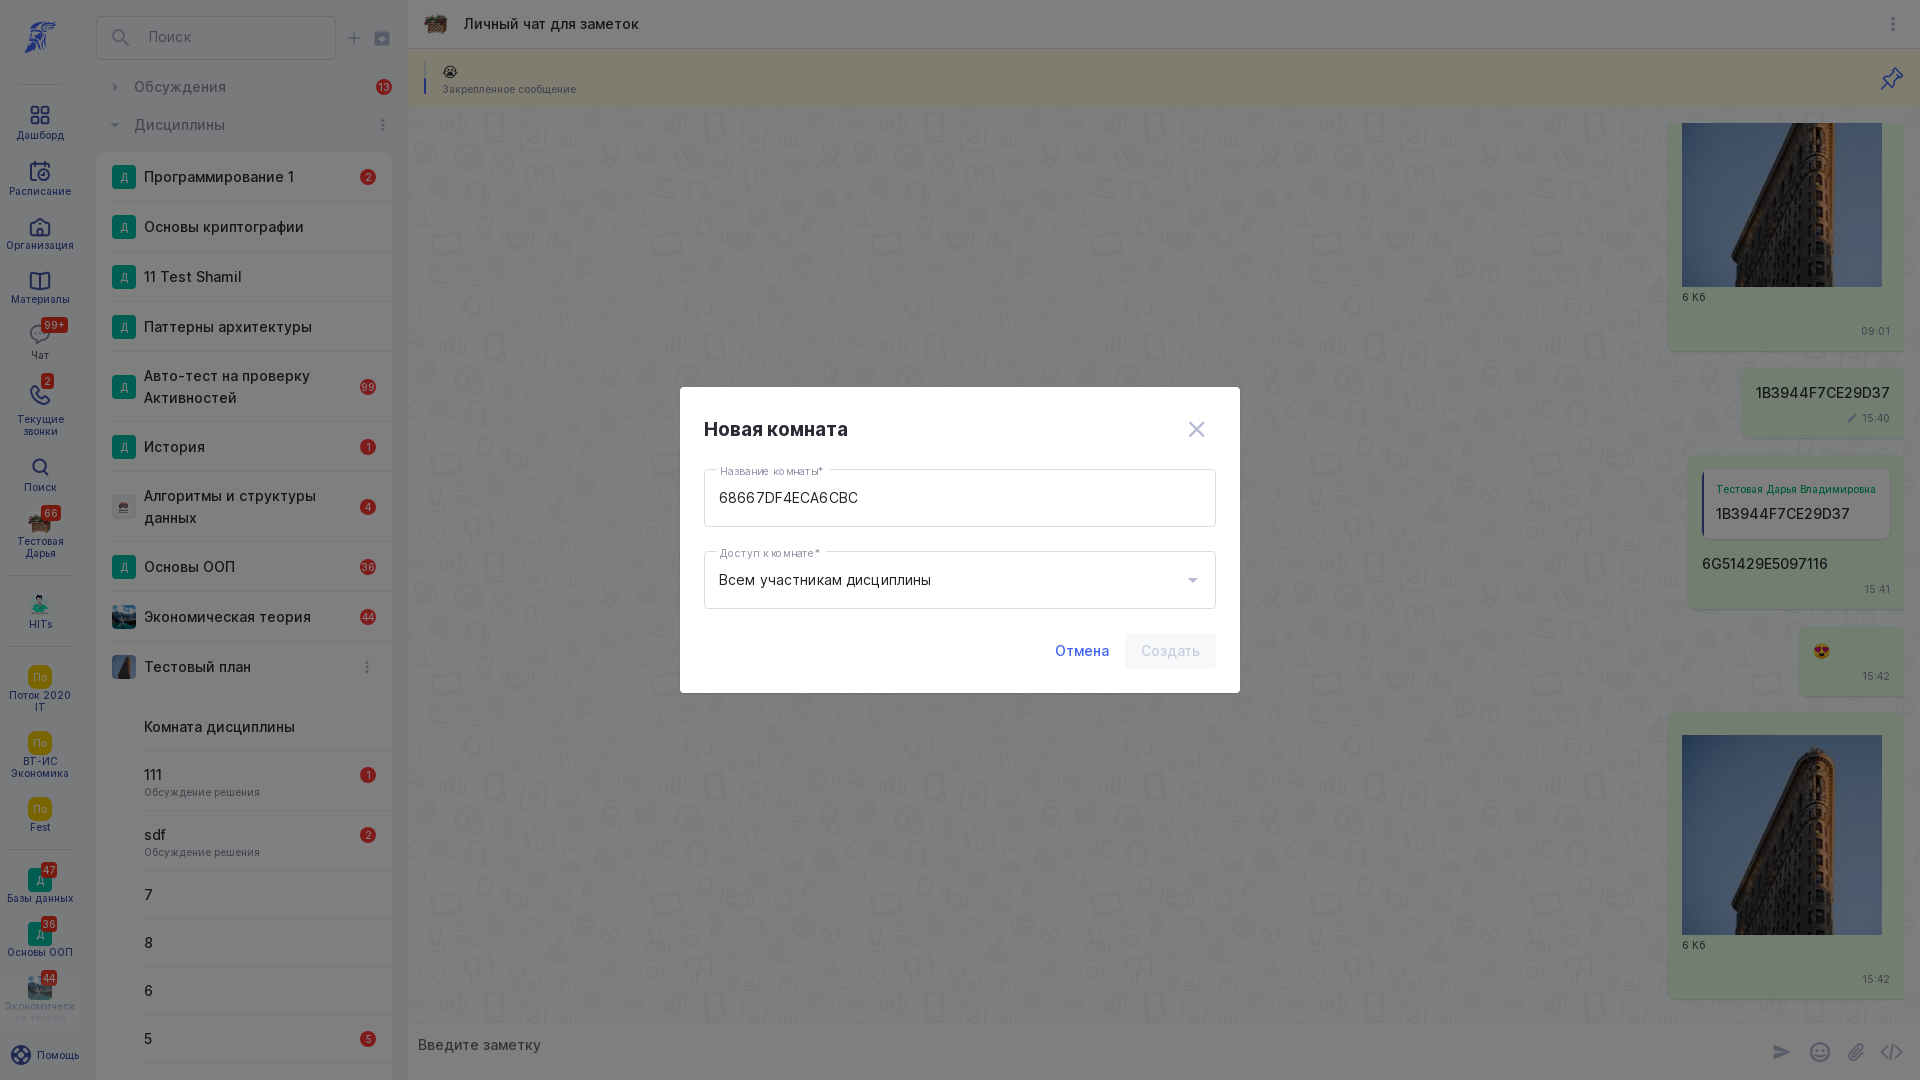 Дашборд
Расписание
Организация
Материалы
99+
Чат
2
Текущие
звонки
Поиск
66
Тестовая
Дарья
HITs
По
Поток 2020
IT
По
ВТ-ИС
Экономика
По
Fest
47
Д
Базы данных
36
Д
Основы ООП
44
Экономическ
ая теория
Помощь
Поиск
Обсуждения
13
Дисциплины
Д
Программирование 1
2
Д
Основы криптографии
Д
11 Test Shamil
Д
Паттерны архитектуры
Д
Авто-тест на проверку
Активностей
99
Д
История
1
Алгоритмы и структуры
данных
4
Д
Основы ООП
36
Экономическая теория
44
Тестовый план
Комната дисциплины
111
Обсуждение решения
1
sdf
Обсуждение решения
2
7
8
6
5
5
Личный чат для заметок
😭
Закрепленное сообщение
6 Кб
09:01
1B3944F7CE29D37
15:40
Тестовая Дарья Владимировна
1B3944F7CE29D37
6G51429E5097116
15:41
😍
15:42
6 Кб
15:42
Введите заметку
Новая комната
Название комнаты*
68667DF4ECA6CBC
Доступ к комнате*
Всем участникам дисциплины
Отмена
Создать